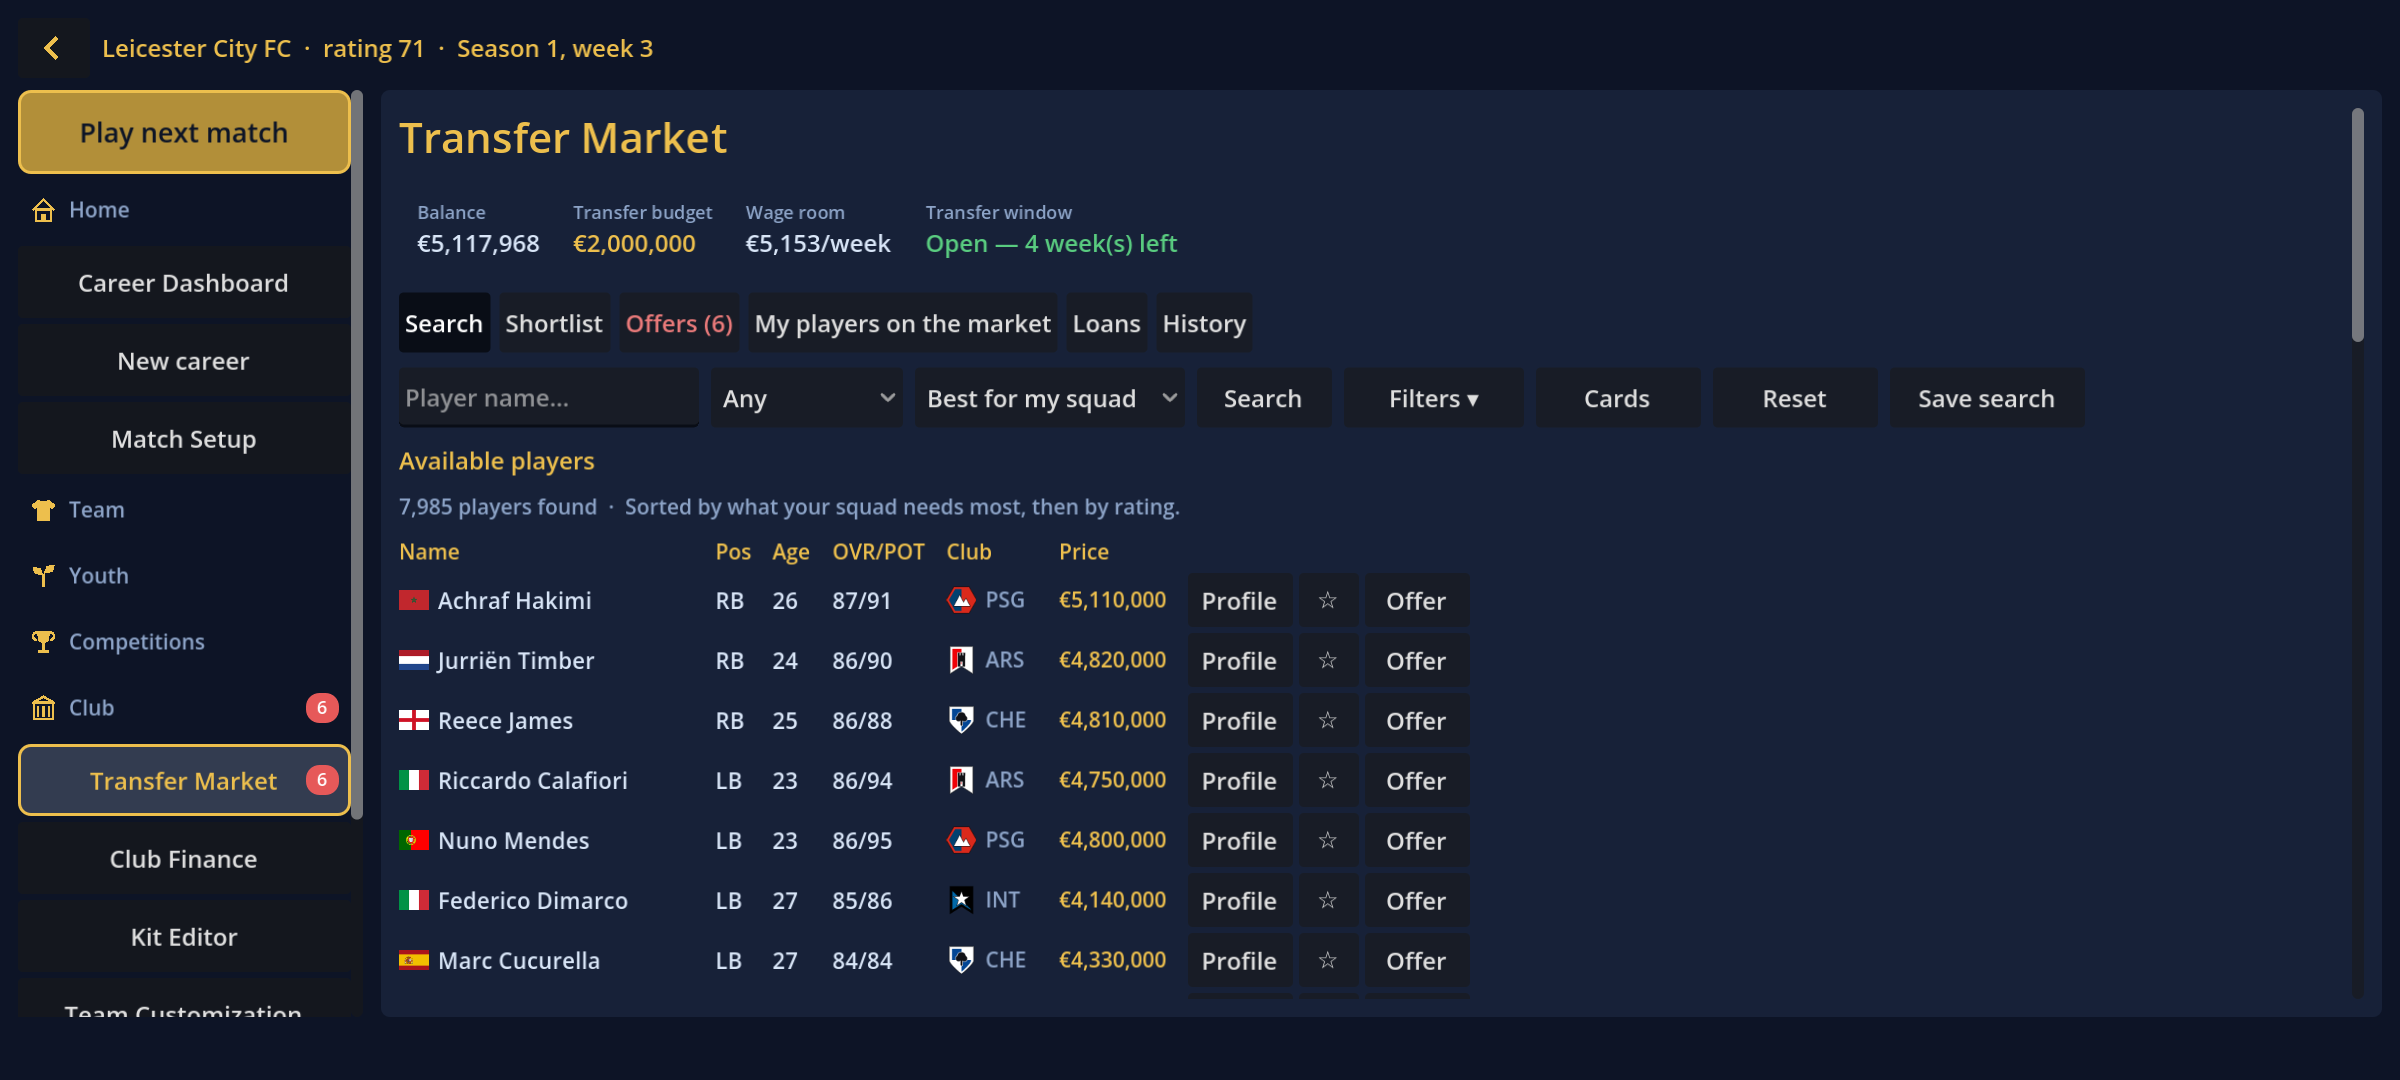 Leicester City FC · rating 71 · Season 1, week 3
Play next match
Home
Career Dashboard
New career
Match Setup
Team
Youth
Competitions
Club 6
Transfer Market 6
Club Finance
Kit Editor
Team Customization
Transfer Market
Balance Transfer budget Wage room Transfer window
€5,117,968 €2,000,000 €5,153/week Open — 4 week(s) left
Search Shortlist Offers (6) My players on the market Loans History
Player name... Any Best for my squad Search Filters ▾ Cards Reset Save search
Available players
7,985 players found · Sorted by what your squad needs most, then by rating.
Name Pos Age OVR/POT Club Price
Achraf Hakimi RB 26 87/91 PSG €5,110,000 Profile ☆ Offer
Jurriën Timber RB 24 86/90 ARS €4,820,000 Profile ☆ Offer
Reece James RB 25 86/88 CHE €4,810,000 Profile ☆ Offer
Riccardo Calafiori LB 23 86/94 ARS €4,750,000 Profile ☆ Offer
Nuno Mendes LB 23 86/95 PSG €4,800,000 Profile ☆ Offer
Federico Dimarco LB 27 85/86 INT €4,140,000 Profile ☆ Offer
Marc Cucurella LB 27 84/84 CHE €4,330,000 Profile ☆ Offer